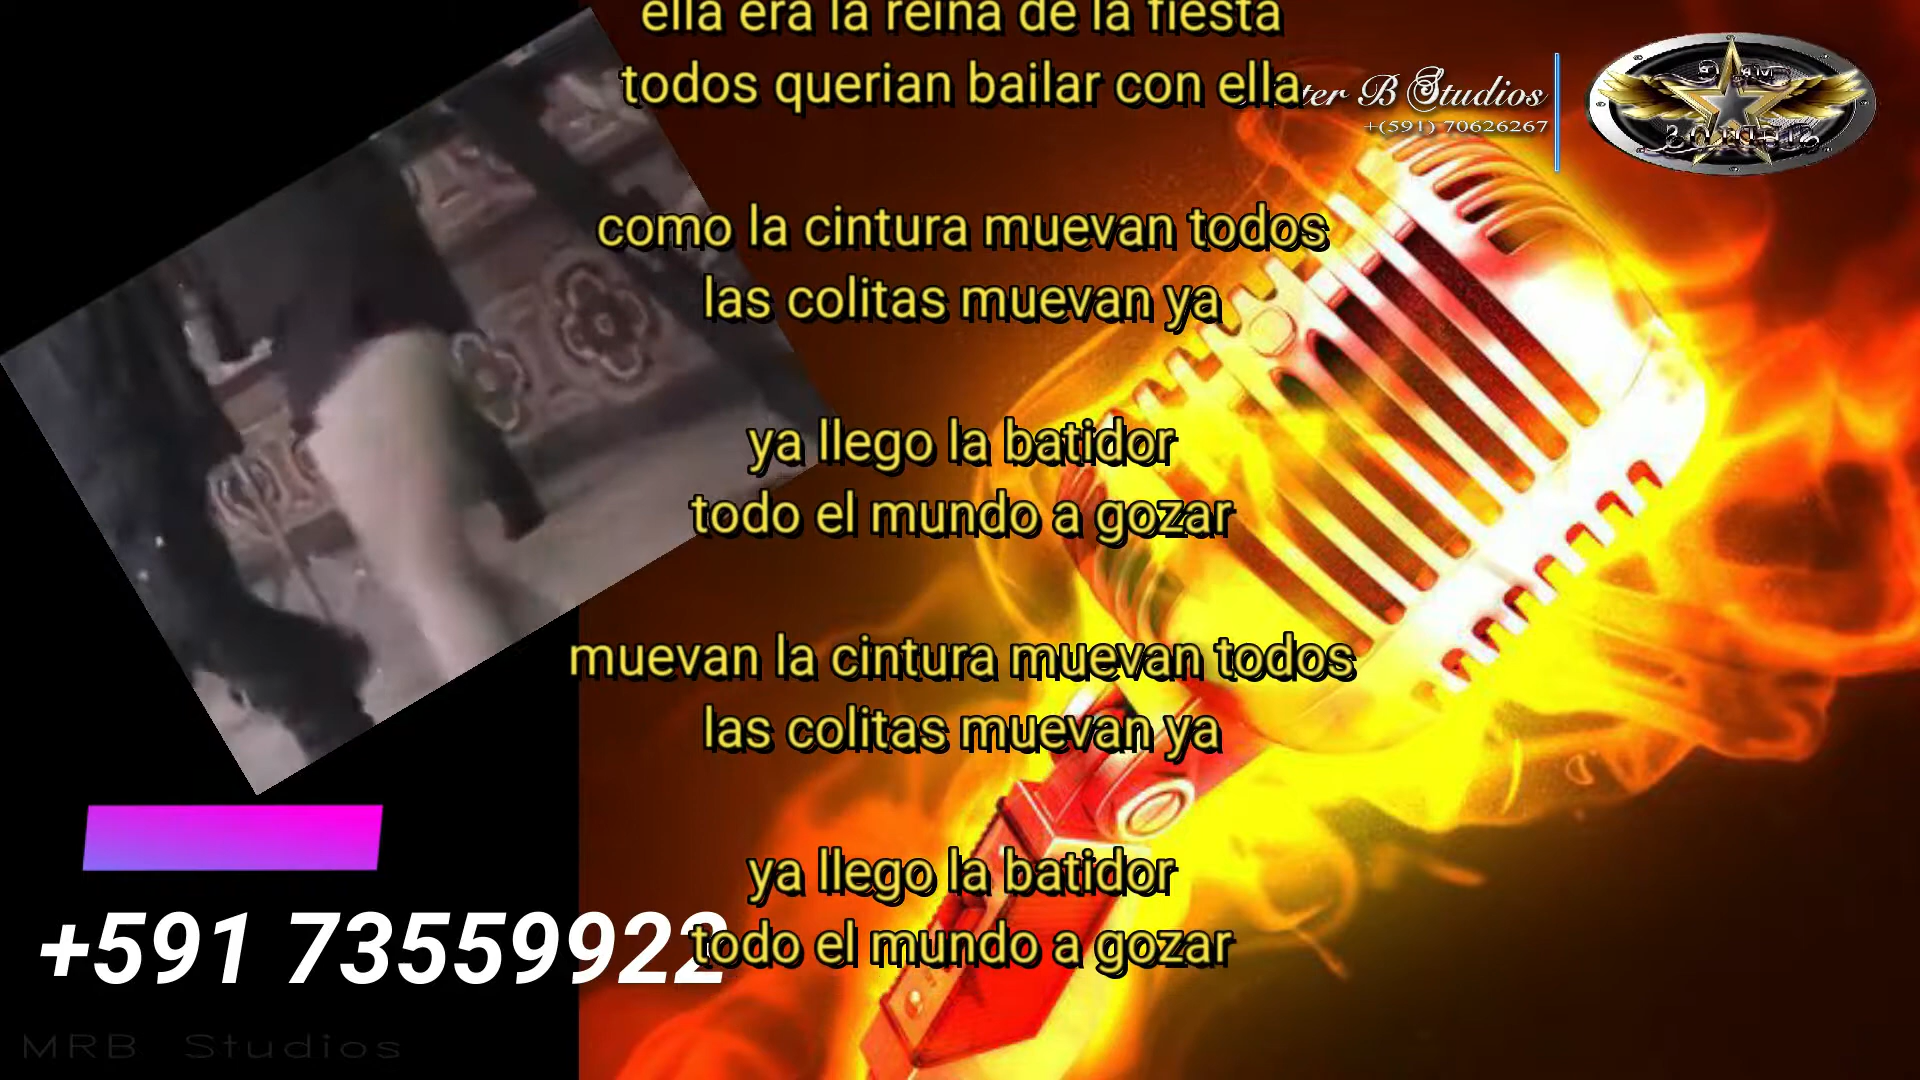 ella era la reina de la fiesta
todos querian bailar con ella
B Studios
+(591) 70626267
como la cintura muevan todos
las colitas muevan ya
ya llego la batidor
todo el mundo a gozar
muevan la cintura muevan todos
las colitas muevan ya
ya llego la batidor
todo el mundo a gozar
+591 73559922
MRB Studios